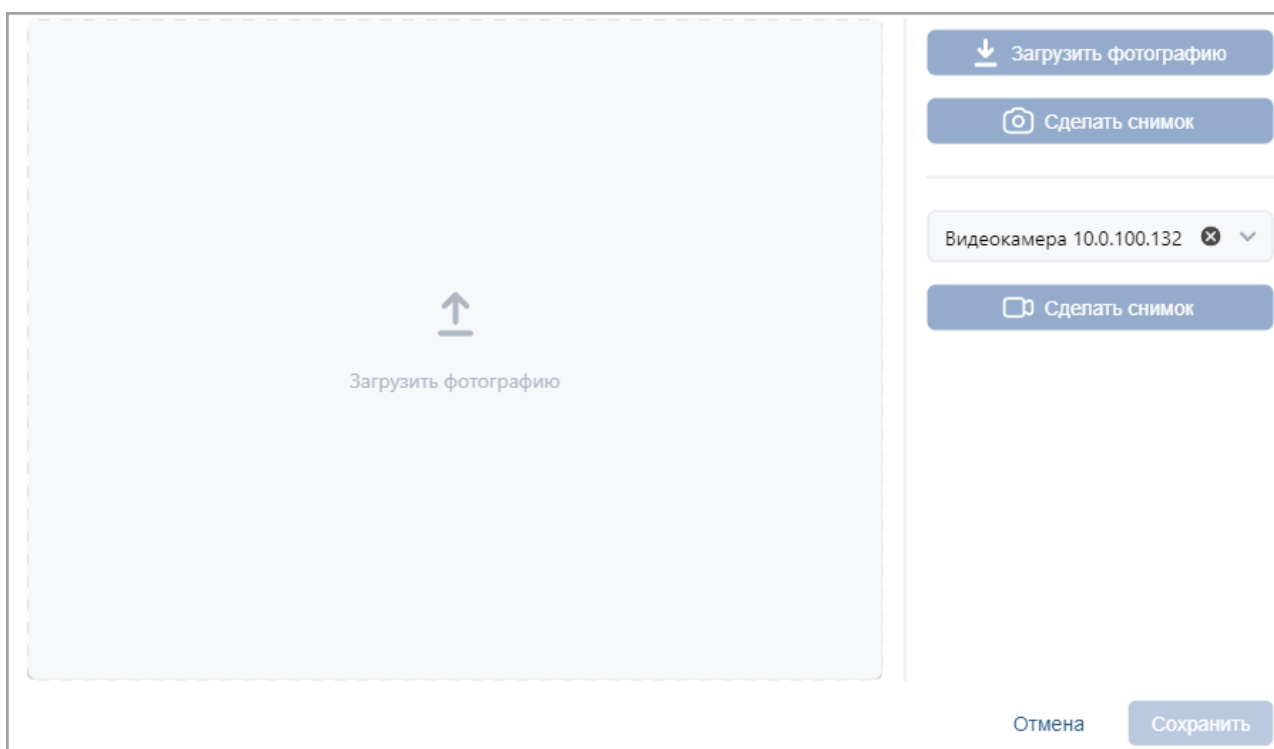 Загрузить фотографию
Загрузить фотографию
Сделать снимок
Видеокамера 10.0.100.132
Сделать снимок
Отмена
Сохранить